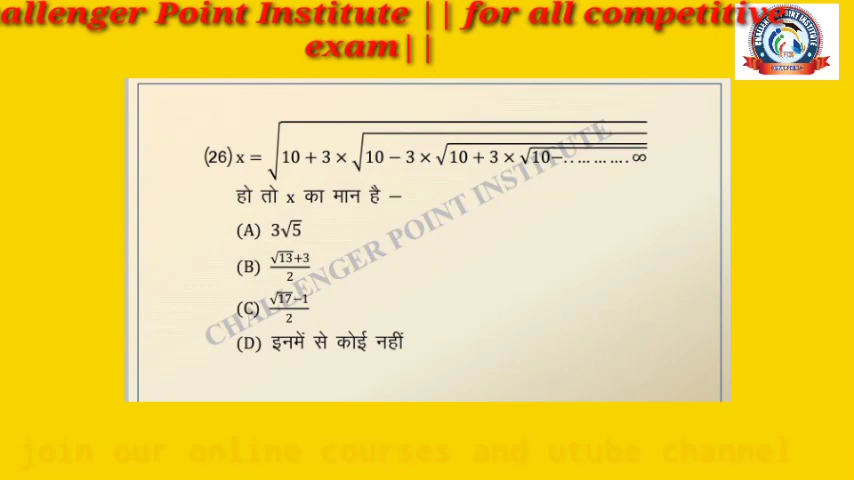 allenger Point Institute || for all competitiv
exam||
(26) x = √(10 + 3 × √(10 − 3 × √(10 + 3 × √(10−. . … … … . ∞
हो तो x का मान है −
(A) 3√5
(B) (√13+3)/2
(C) (√17−1)/2
(D) इनमें से कोई नहीं
CHALLENGER POINT INSTITUTE
join our online courses and utube channel